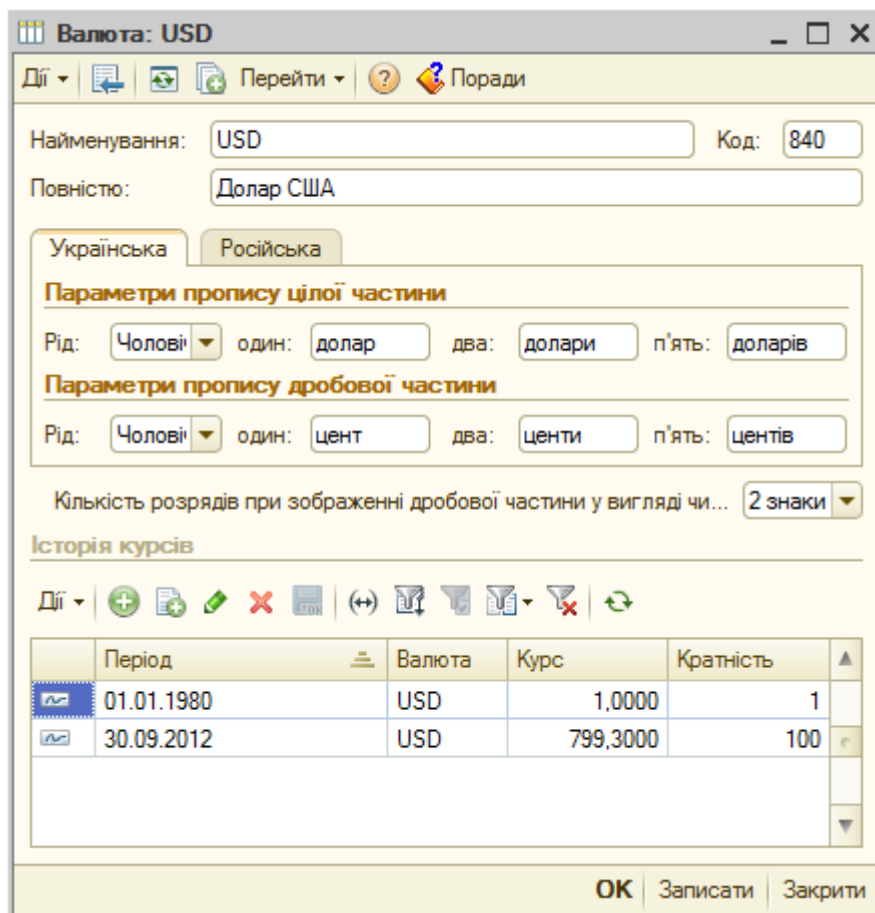 Валюта: USD
Дії Перейти Поради
Найменування: USD Код: 840
Повністю: Долар США
Українська Російська
Параметри пропису цілої частини
Рід: Чолові один: долар два: долари п'ять: доларів
Параметри пропису дробової частини
Рід: Чолові один: цент два: центи п'ять: центів
Кількість розрядів при зображенні дробової частини у вигляді чи... 2 знаки
Історія курсів
Дії
Період Валюта Курс Кратність
01.01.1980 USD 1,0000 1
30.09.2012 USD 799,3000 100
OK Записати Закрити